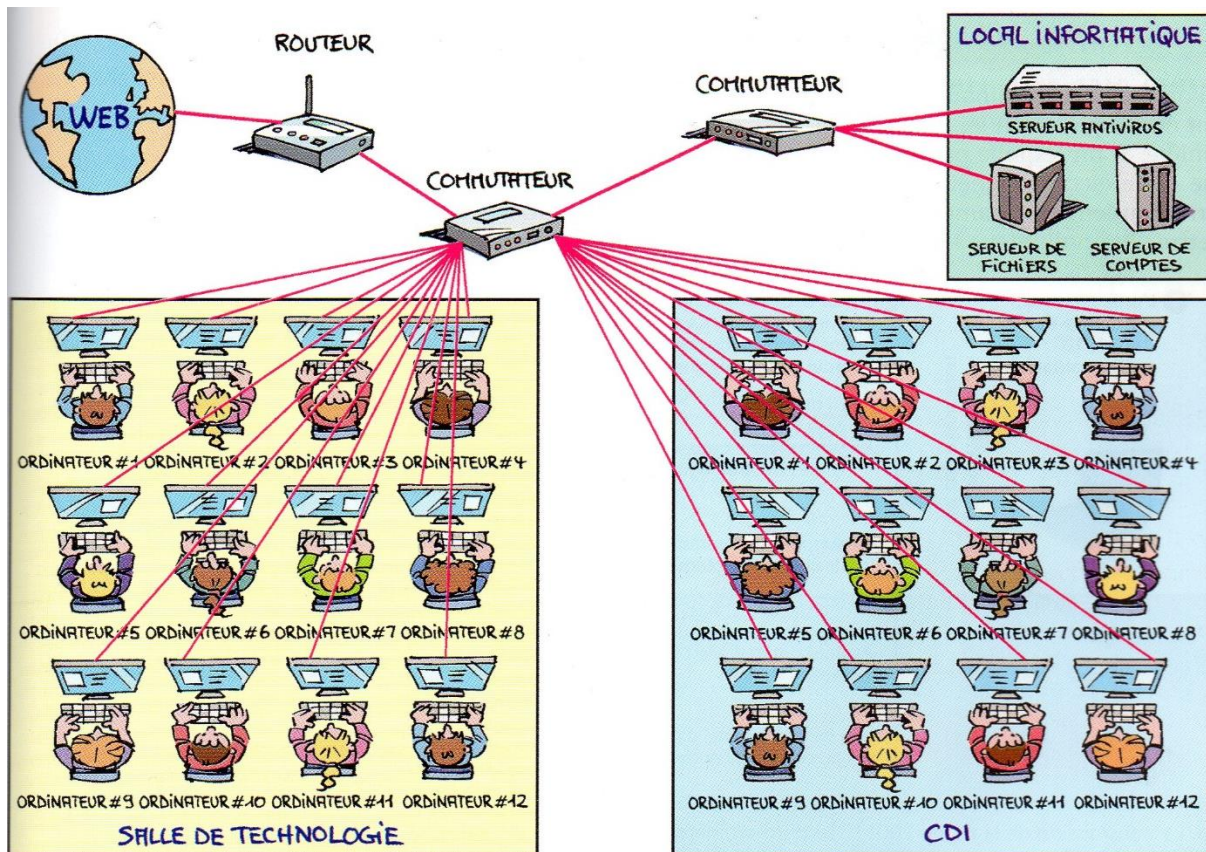 ROUTEUR
WEB
COMMUTATEUR
COMMUTATEUR
LOCAL INFORMATIQUE
SERVEUR ANTIVIRUS
SERVEUR DE
FICHIERS
SERVEUR DE
COMPTES
ORDINATEUR #1 ORDINATEUR #2 ORDINATEUR #3 ORDINATEUR #4
ORDINATEUR #5 ORDINATEUR #6 ORDINATEUR #7 ORDINATEUR #8
ORDINATEUR #9 ORDINATEUR #10 ORDINATEUR #11 ORDINATEUR #12
SALLE DE TECHNOLOGIE
ORDINATEUR #1 ORDINATEUR #2 ORDINATEUR #3 ORDINATEUR #4
ORDINATEUR #5 ORDINATEUR #6 ORDINATEUR #7 ORDINATEUR #8
ORDINATEUR #9 ORDINATEUR #10 ORDINATEUR #11 ORDINATEUR #12
CDI